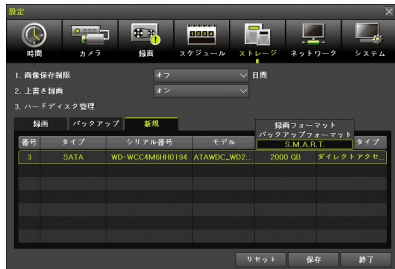 設定
時間 カメラ 録画 スケジュール ストレージ ネットワーク システム
1. 画像保存制限 オフ 日間
2. 上書き録画 オン
3. ハードディスク管理
録画 バックアップ 新規
録画フォーマット
バックアップフォーマット
S.M.A.R.T.
番号 タイプ シリアル番号 モデル タイプ
3 SATA WD-WCC4M6HH0194 ATAWDC_WD2.. 2000 GB ダイレクトアクセ..
リセット 保存 終了